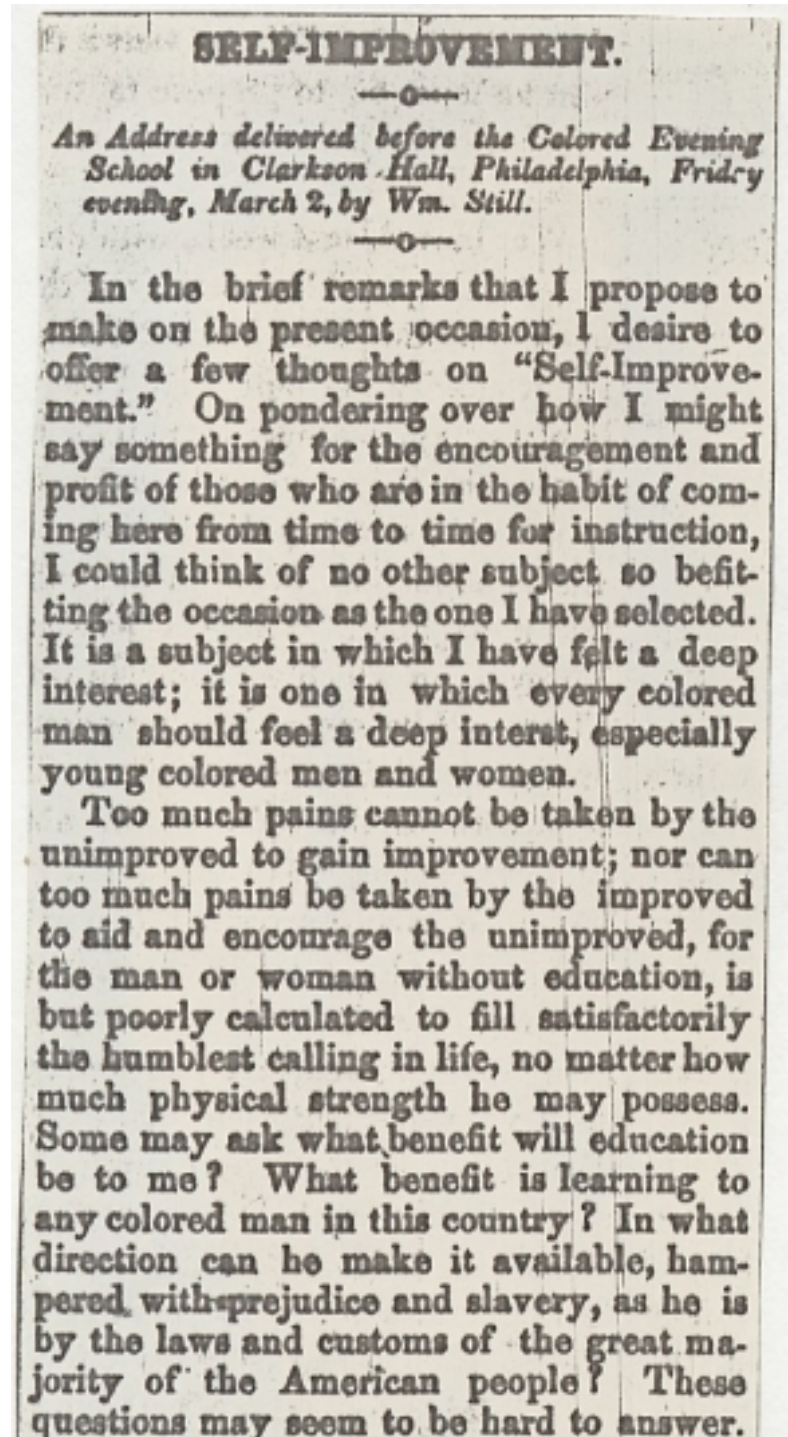 SELF-IMPROVEMENT.
An Address delivered before the Colored Evening
School in Clarkson Hall, Philadelphia, Friday
evening, March 2, by Wm. Still.
In the brief remarks that I propose to
make on the present occasion, I desire to
offer a few thoughts on “Self-Improve-
ment.” On pondering over how I might
say something for the encouragement and
profit of those who are in the habit of com-
ing here from time to time for instruction,
I could think of no other subject so befit-
ting the occasion as the one I have selected.
It is a subject in which I have felt a deep
interest; it is one in which every colored
man should feel a deep interst, especially
young colored men and women.
Too much pains cannot be taken by the
unimproved to gain improvement; nor can
too much pains be taken by the improved
to aid and encourage the unimproved, for
the man or woman without education, is
but poorly calculated to fill satisfactorily
the humblest calling in life, no matter how
much physical strength he may possess.
Some may ask what benefit will education
be to me? What benefit is learning to
any colored man in this country? In what
direction can he make it available, ham-
pered with prejudice and slavery, as he is
by the laws and customs of the great ma-
jority of the American people? These
questions may seem to be hard to answer.